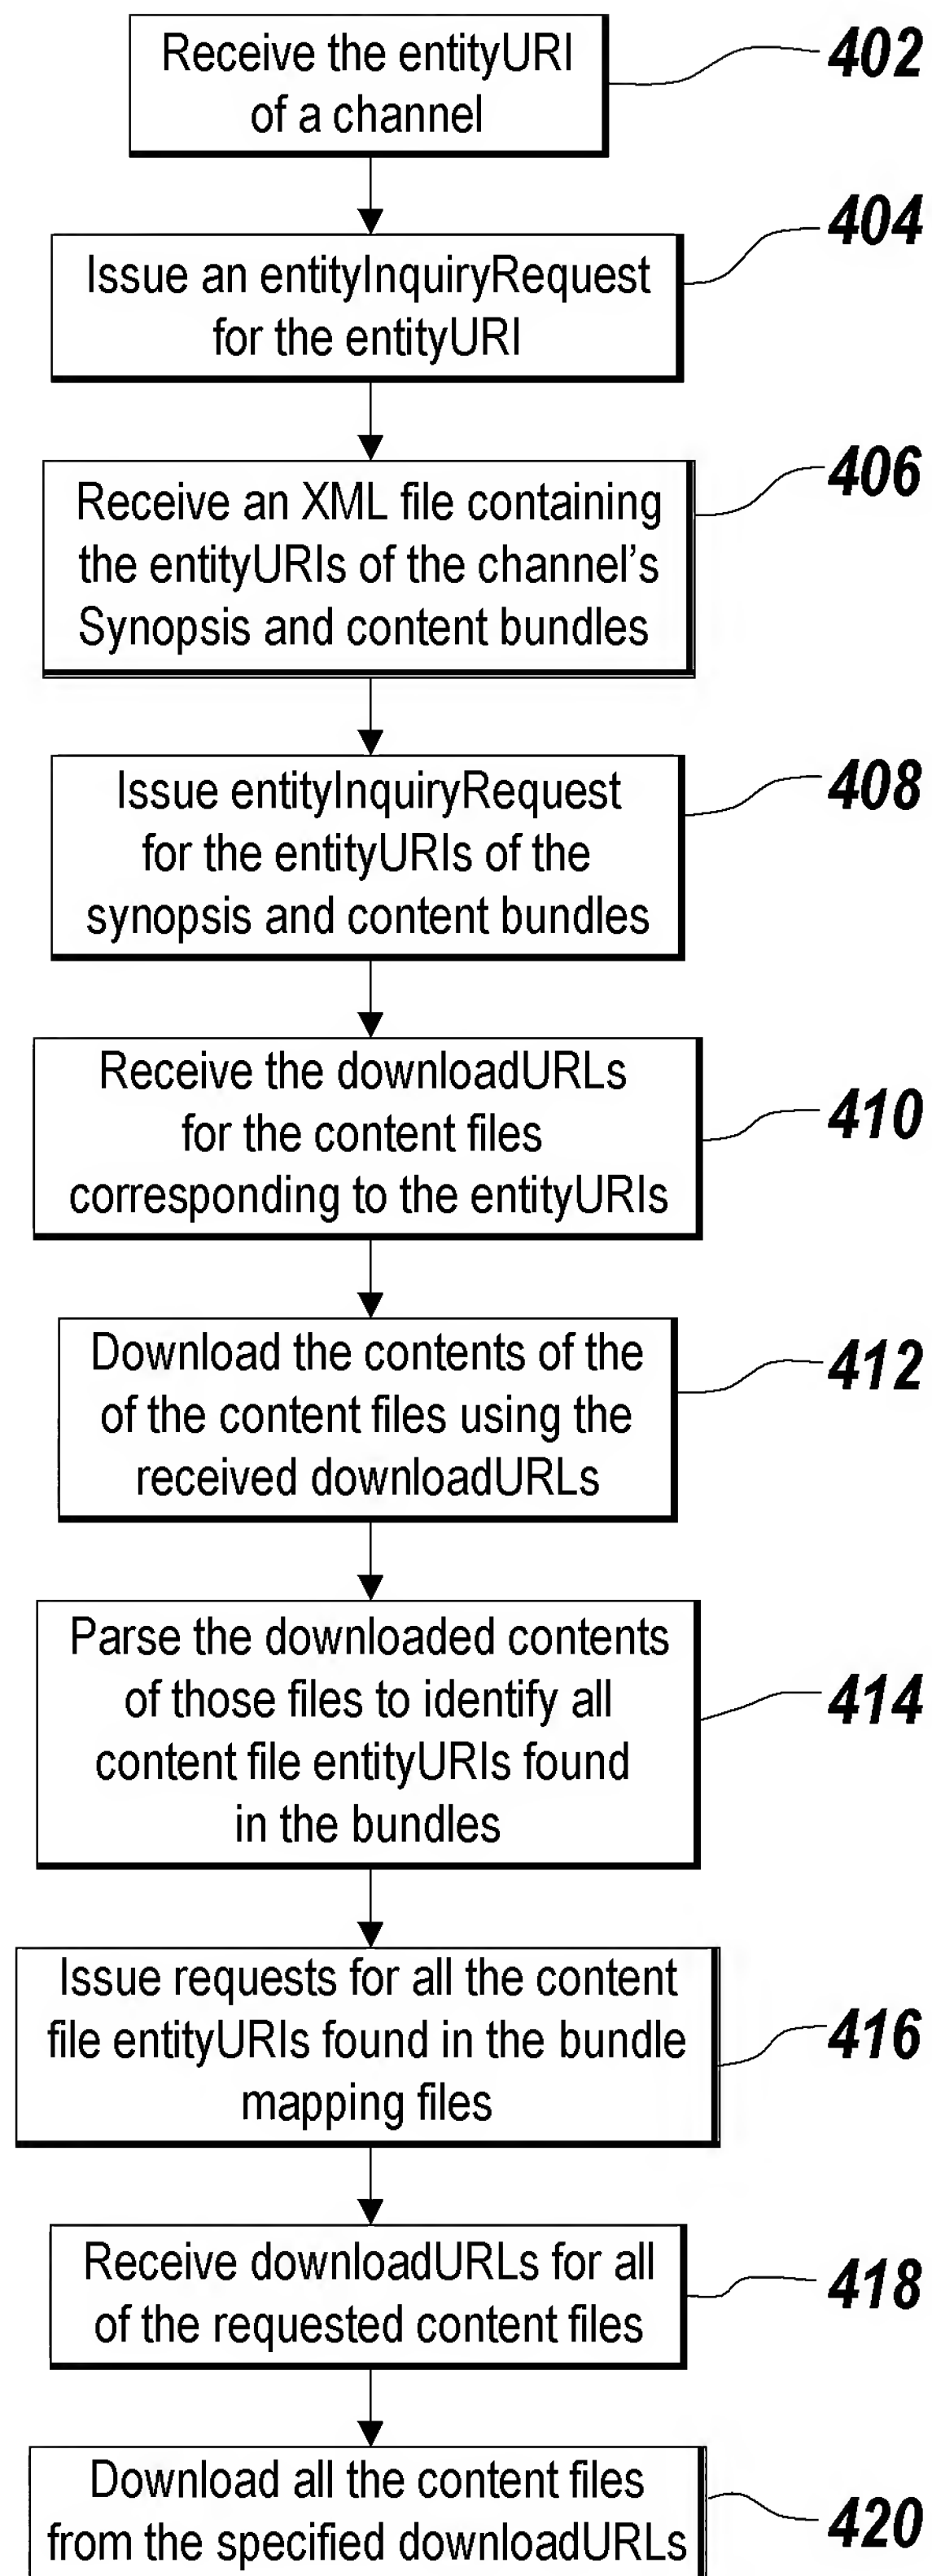 Receive the entityURI
of a channel
402
Issue an entityInquiryRequest
for the entityURI
404
Receive an XML file containing
the entityURIs of the channel's
Synopsis and content bundles
406
Issue entityInquiryRequest
for the entityURIs of the
synopsis and content bundles
408
Receive the downloadURLs
for the content files
corresponding to the entityURIs
410
Download the contents of the
of the content files using the
received downloadURLs
412
Parse the downloaded contents
of those files to identify all
content file entityURIs found
in the bundles
414
Issue requests for all the content
file entityURIs found in the bundle
mapping files
416
Receive downloadURLs for all
of the requested content files
418
Download all the content files
from the specified downloadURLs
420